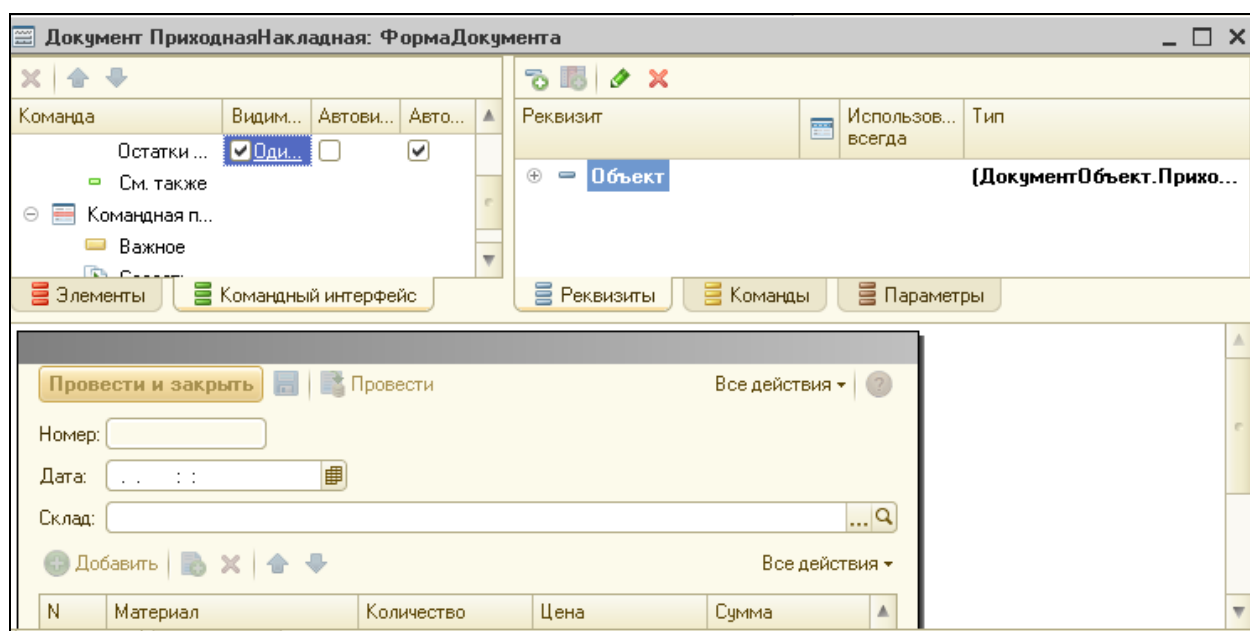 Документ ПриходнаяНакладная: ФормаДокумента
Команда Видим... Автови... Авто...
Остатки ... Оди...
См. также
Командная п...
Важное
Элементы Командный интерфейс
Реквизит Использов... всегда Тип
Объект (ДокументОбъект.Прихо...
Реквизиты Команды Параметры
Провести и закрыть Провести Все действия ?
Номер:
Дата: . . : :
Склад: ...
Добавить Все действия
N Материал Количество Цена Сумма